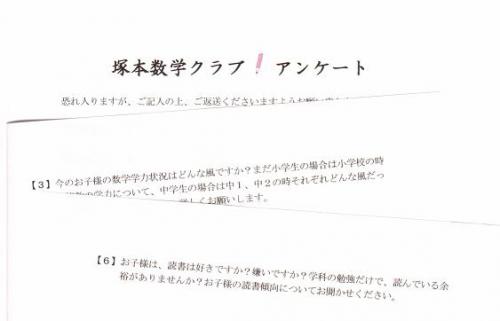 塚本数学クラブ！アンケート
恐れ入りますが、ご記入の上、ご返送くださいますよう
【3】今のお子様の数学学力状況はどんな風ですか？まだ小学生の場合は小学校の時
の学力について、中学生の場合は中１、中２の時それぞれどんな風だっ
しくお願いします。
【6】お子様は、読書は好きですか？嫌いですか？学科の勉強だけで、読んでいる余
裕がありませんか？お子様の読書傾向についてお聞かせください。